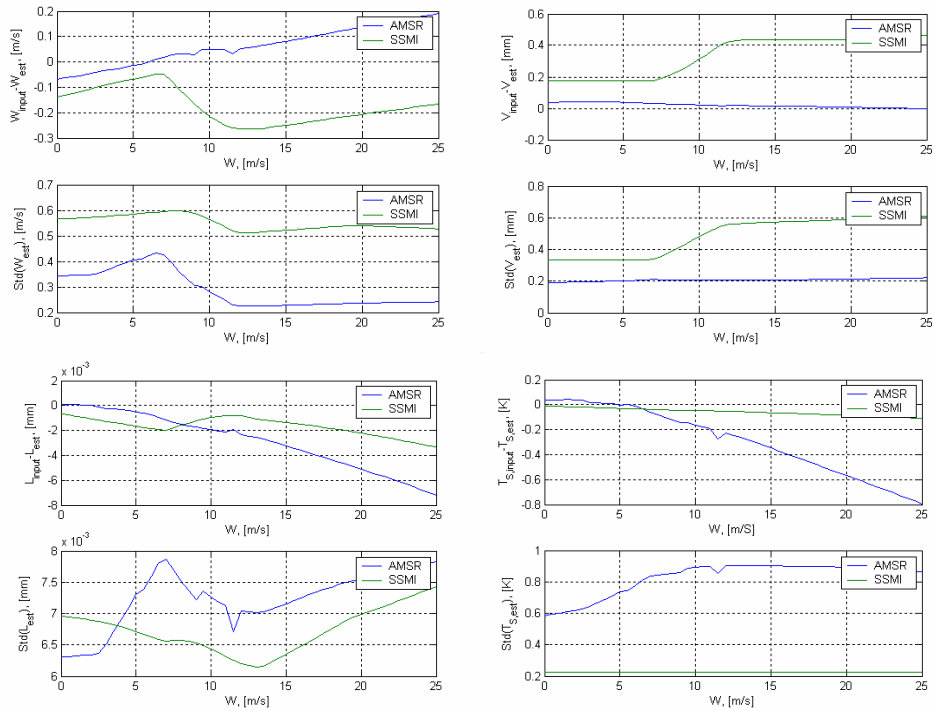 0.2
0.1
0
-0.1
-0.2
-0.3
W_input-W_est, [m/s]
AMSR
SSMI
0 5 10 15 20 25
W, [m/s]
0.6
0.4
0.2
0
-0.2
V_input-V_est, [mm]
AMSR
SSMI
0 5 10 15 20 25
W, [m/s]
0.7
0.6
0.5
0.4
0.3
0.2
Std(W_est), [m/s]
AMSR
SSMI
0 5 10 15 20 25
W, [m/s]
0.8
0.6
0.4
0.2
0
Std(V_est), [mm]
AMSR
SSMI
0 5 10 15 20 25
W, [m/s]
x 10^-3
2
0
-2
-4
-6
-8
L_input-L_est, [mm]
AMSR
SSMI
0 5 10 15 20 25
W, [m/s]
0.2
0
-0.2
-0.4
-0.6
-0.8
T_S,input-T_S,est, [K]
AMSR
SSMI
0 5 10 15 20 25
W, [m/S]
x 10^-3
8
7.5
7
6.5
6
Std(L_est), [mm]
AMSR
SSMI
0 5 10 15 20 25
W, [m/s]
1
0.8
0.6
0.4
0.2
Std(T_S,est), [K]
AMSR
SSMI
0 5 10 15 20 25
W, [m/s]